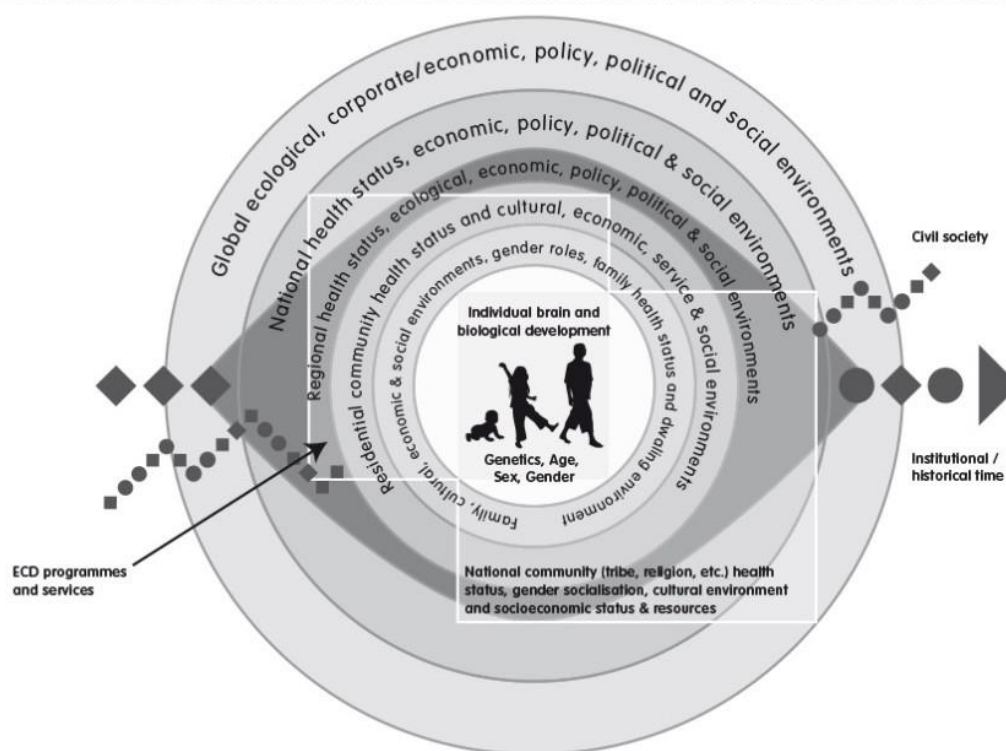 Global ecological, corporate/economic, policy, political and social environments
National health status, economic, policy, political & social environments
Regional health status, ecological, economic, policy, political & social environments
Residential community health status and cultural, economic, service & social environments
Family, cultural, economic & social environments, gender roles, family health status and dwaling environment
Individual brain and
biological development
Genetics, Age,
Sex, Gender
Civil society
Institutional /
historical time
ECD programmes
and services
National community (tribe, religion, etc.) health
status, gender socialisation, cultural environment
and socioeconomic status & resources